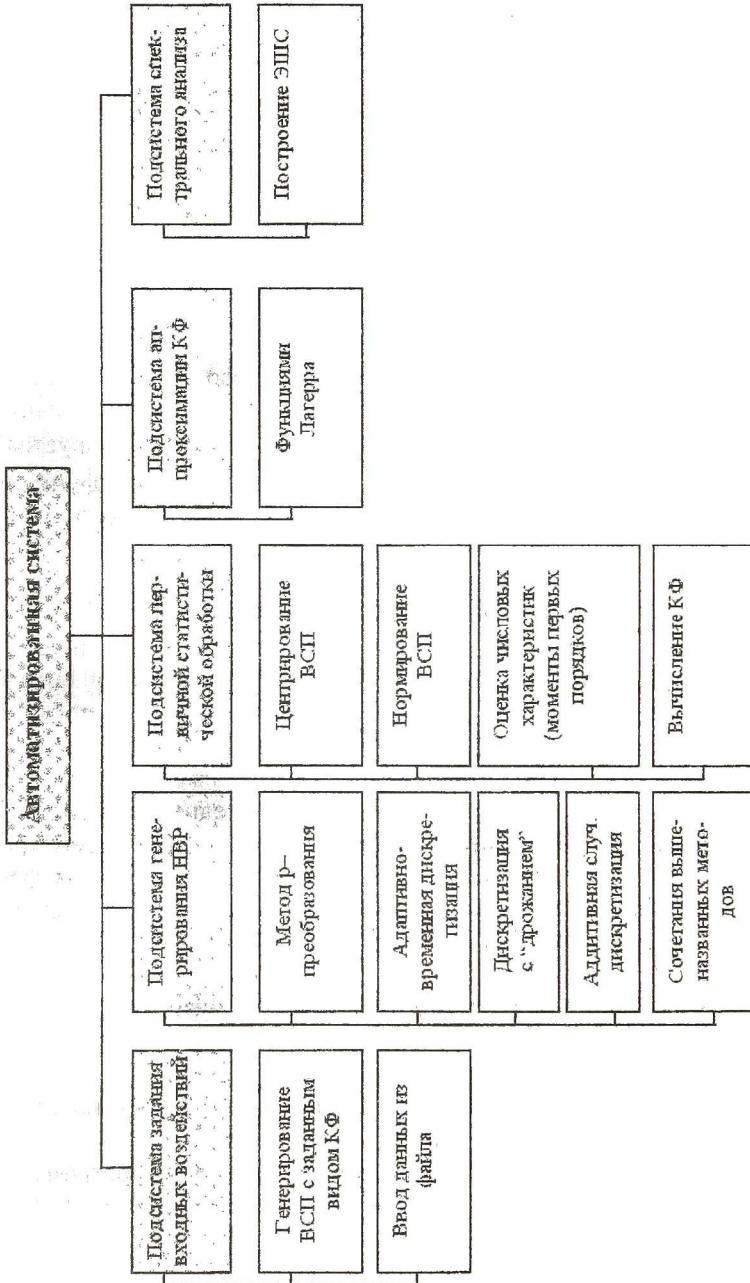 Автоматизированная система
Подсистема задания
входных воздействий
Генерирование
ВСП с заданным
видом КФ
Ввод данных из
файла
Подсистема гене-
рирования НВР
Метод р–
преобразования
Адаптивно-
временная дискре-
тизация
Дискретизация
с “дрожанием”
Аддитивная случ.
дискретизация
Сочетания выше-
названных мето-
дов
Подсистема пер-
вичной статисти-
ческой обработки
Центрирование
ВСП
Нормирование
ВСП
Оценка числовых
характеристик
(моменты первых
порядков)
Вычисление КФ
Подсистема ап-
проксимации КФ
Функциями
Лагерра
Подсистема спек-
трального анализа
Построение ЭШС